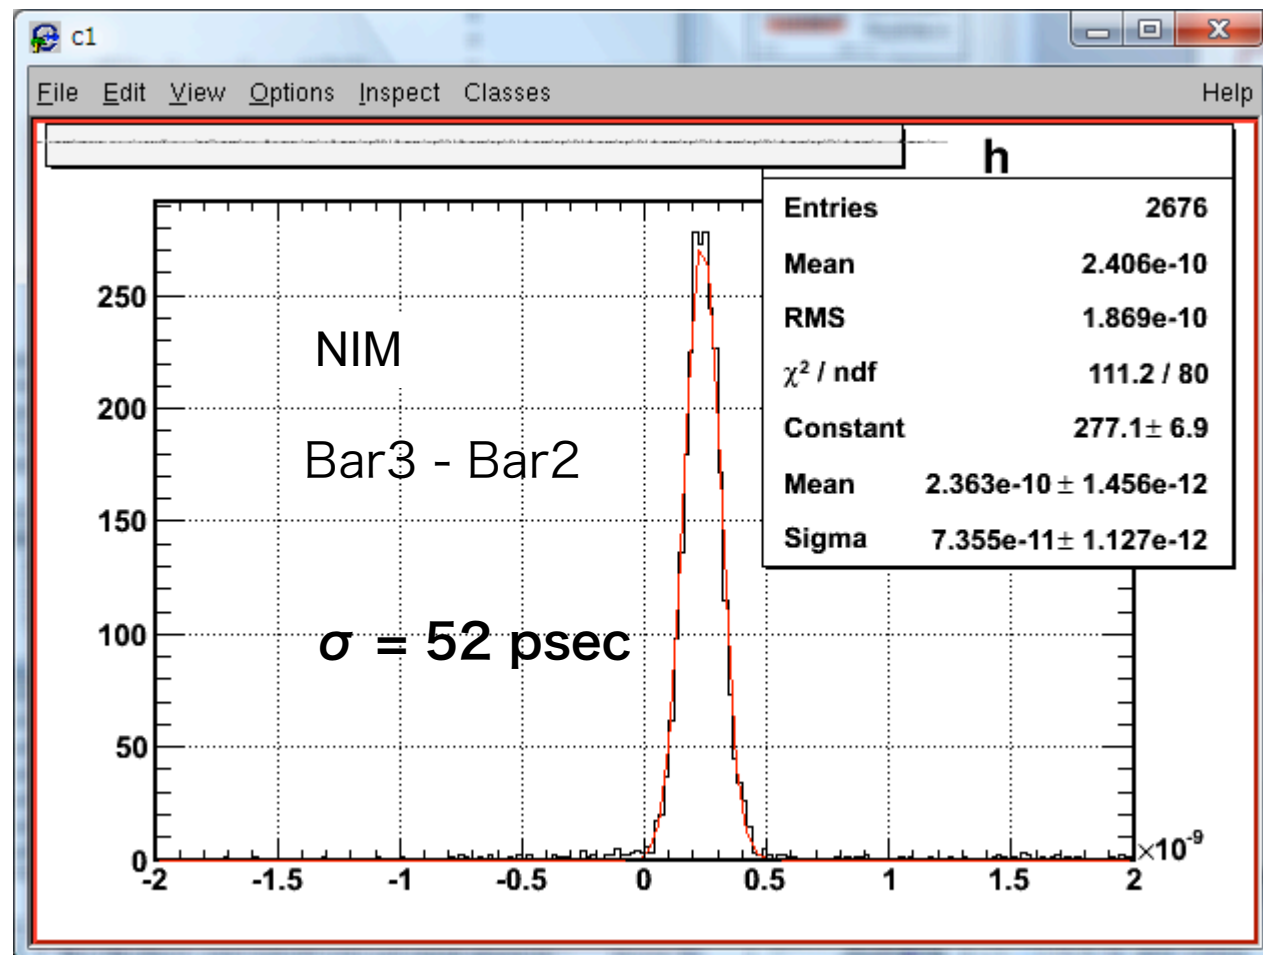 c1
File Edit View Options Inspect Classes Help
h
Entries 2676
Mean 2.406e-10
RMS 1.869e-10
χ² / ndf 111.2 / 80
Constant 277.1± 6.9
Mean 2.363e-10 ± 1.456e-12
Sigma 7.355e-11± 1.127e-12
NIM
Bar3 - Bar2
σ = 52 psec
250
200
150
100
50
0
-2 -1.5 -1 -0.5 0 0.5 1 1.5 2
×10⁻⁹